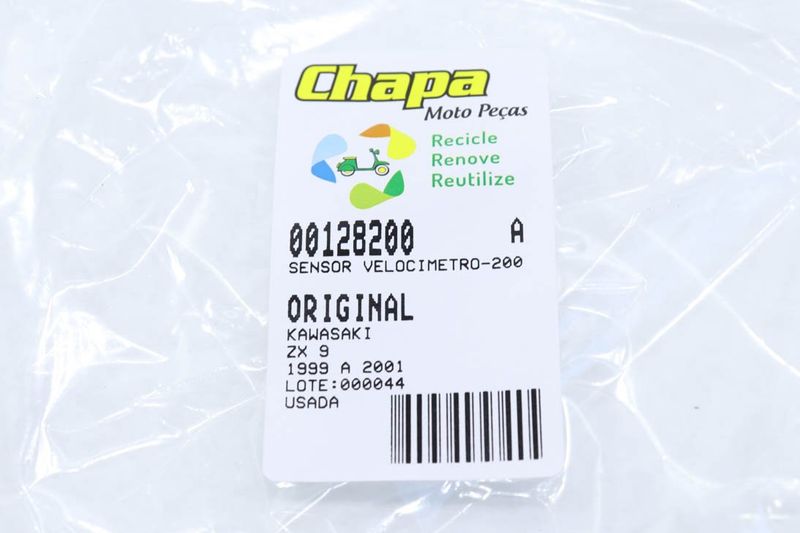 Chapa
Moto Peças
Recicle
Renove
Reutilize
00128200 A
SENSOR VELOCIMETRO-200
ORIGINAL
KAWASAKI
ZX 9
1999 A 2001
LOTE:000044
USADA